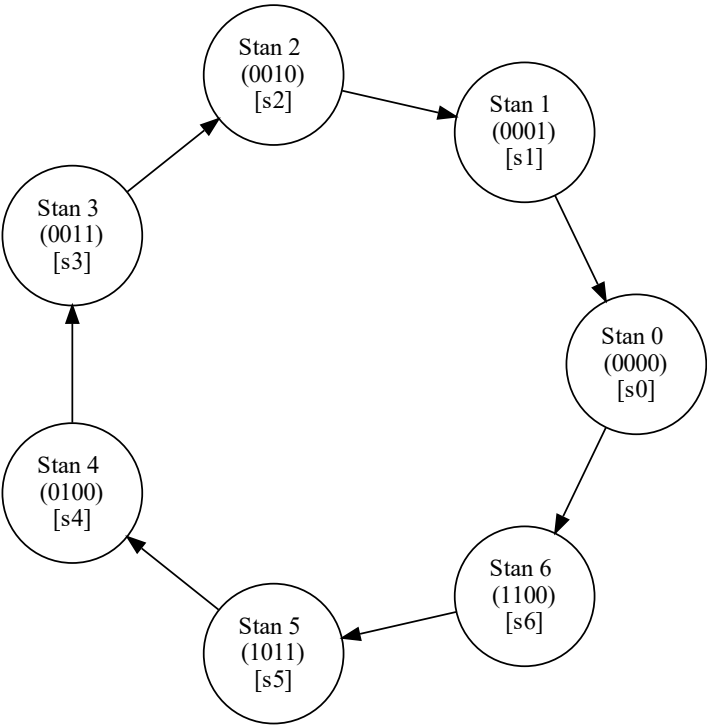 Stan 2
(0010)
[s2]
Stan 1
(0001)
[s1]
Stan 3
(0011)
[s3]
Stan 0
(0000)
[s0]
Stan 4
(0100)
[s4]
Stan 6
(1100)
[s6]
Stan 5
(1011)
[s5]